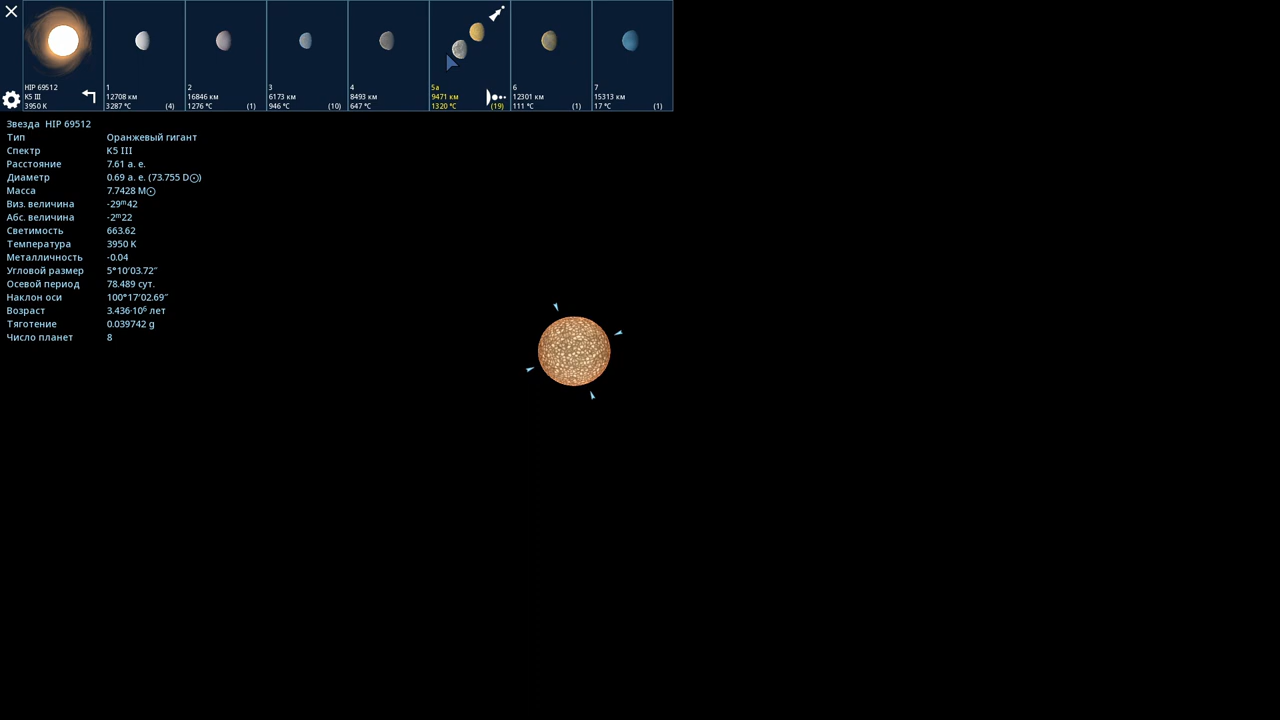 HIP 69512
K5 III
3950 K
1
12708 км
3287 °C (4)
2
16846 км
1276 °C (1)
3
6173 км
946 °C (10)
4
8493 км
647 °C
5a
9471 км
1320 °C (19)
6
12301 км
111 °C (1)
7
15313 км
17 °C (1)
Звезда HIP 69512
Тип Оранжевый гигант
Спектр K5 III
Расстояние 7.61 а. е.
Диаметр 0.69 а. е. (73.755 D☉)
Масса 7.7428 M☉
Виз. величина -29ᵐ42
Абс. величина -2ᵐ22
Светимость 663.62
Температура 3950 K
Металличность -0.04
Угловой размер 5°10′03.72″
Осевой период 78.489 сут.
Наклон оси 100°17′02.69″
Возраст 3.436·10⁶ лет
Тяготение 0.039742 g
Число планет 8